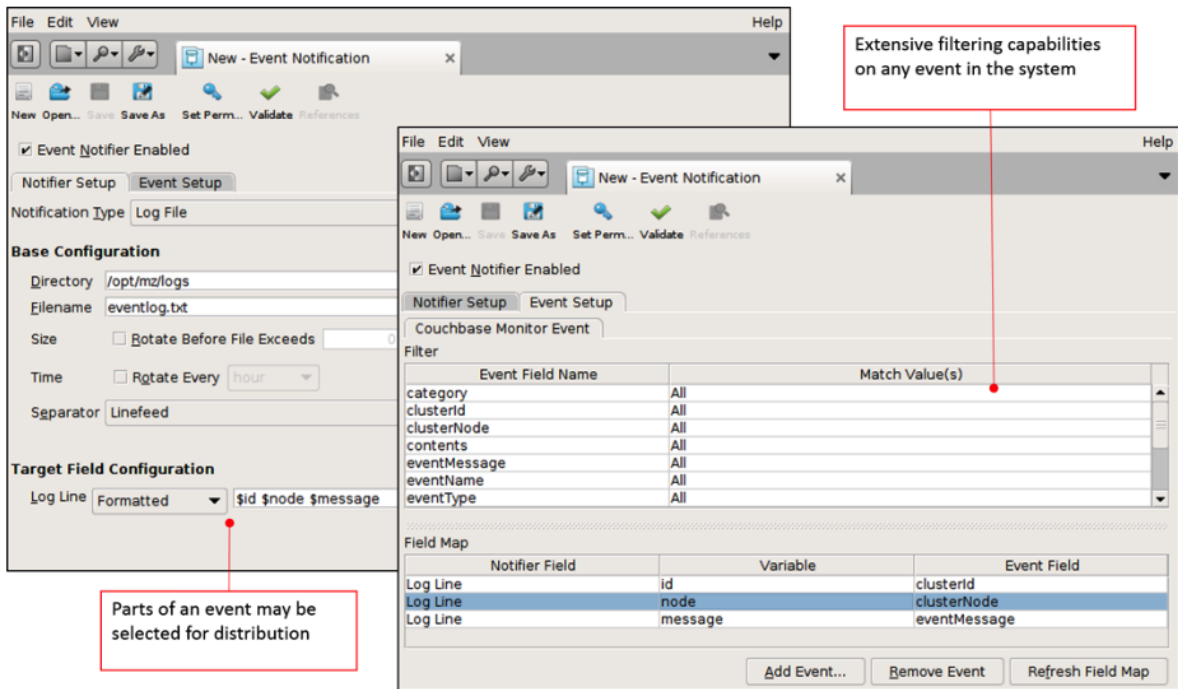 File Edit View Help
New - Event Notification
New Open... Save Save As Set Perm... Validate References
Event Notifier Enabled
Notifier Setup Event Setup
Notification Type Log File
Base Configuration
Directory /opt/mz/logs
Filename eventlog.txt
Size Rotate Before File Exceeds 0
Time Rotate Every hour
Separator Linefeed
Target Field Configuration
Log Line Formatted $id $node $message
Parts of an event may be
selected for distribution
Extensive filtering capabilities
on any event in the system
File Edit View Help
New - Event Notification
New Open... Save Save As Set Perm... Validate References
Event Notifier Enabled
Notifier Setup Event Setup
Couchbase Monitor Event
Filter
Event Field Name Match Value(s)
category All
clusterId All
clusterNode All
contents All
eventMessage All
eventName All
eventType All
Field Map
Notifier Field Variable Event Field
Log Line id clusterId
Log Line node clusterNode
Log Line message eventMessage
Add Event... Remove Event Refresh Field Map